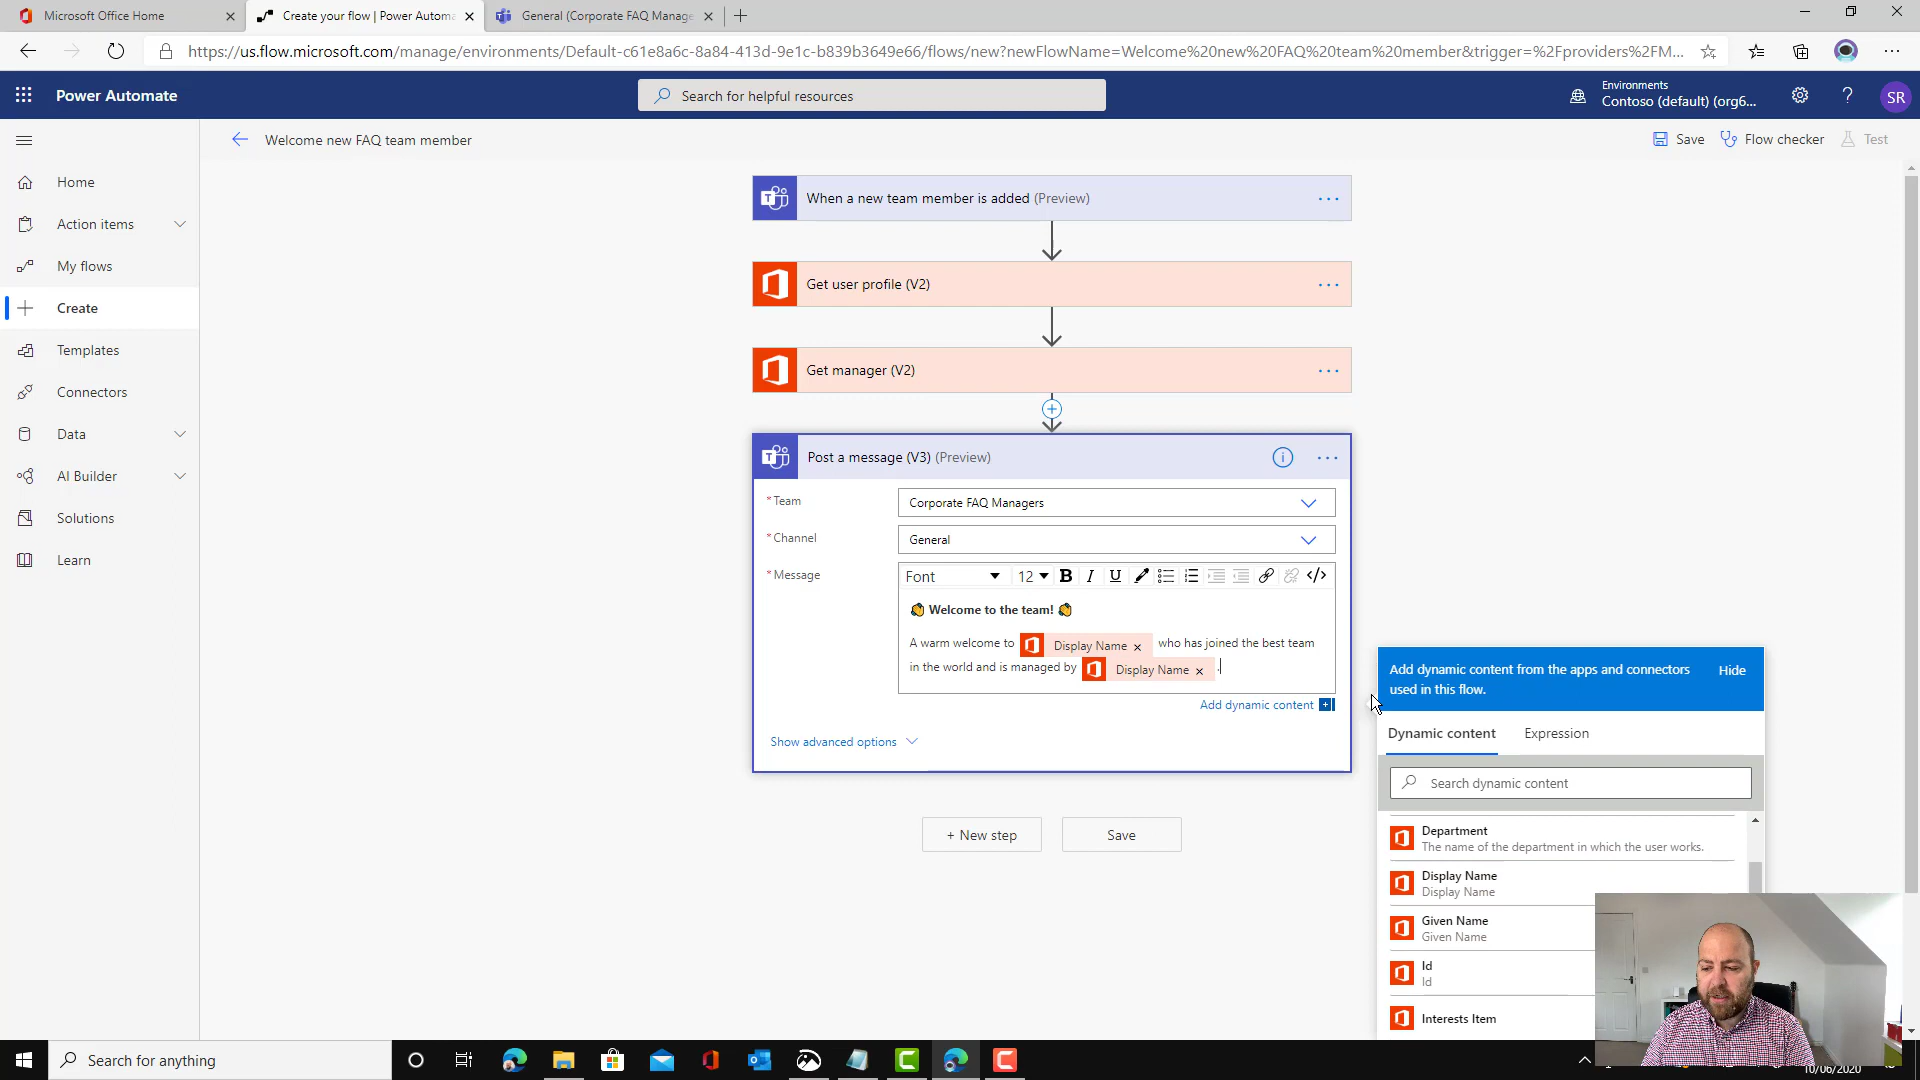 Microsoft Office Home
Create your flow | Power Automa
General (Corporate FAQ Manage
https://us.flow.microsoft.com/manage/environments/Default-c61e8a6c-8a84-413d-9e1c-b839b3649e66/flows/new?newFlowName=Welcome%20new%20FAQ%20team%20member&trigger=%2Fproviders%2FM...
Power Automate
Search for helpful resources
Environments
Contoso (default) (org6...
?
SR
Welcome new FAQ team member
Save
Flow checker
Test
Home
Action items
My flows
Create
Templates
Connectors
Data
AI Builder
Solutions
Learn
When a new team member is added (Preview)
Get user profile (V2)
Get manager (V2)
Post a message (V3) (Preview)
* Team
Corporate FAQ Managers
* Channel
General
* Message
Font
12
B I U
</>
Welcome to the team!
A warm welcome to Display Name × who has joined the best team
in the world and is managed by Display Name × .
Add dynamic content
Show advanced options
+ New step
Save
Add dynamic content from the apps and connectors
used in this flow.
Hide
Dynamic content
Expression
Search dynamic content
Department
The name of the department in which the user works.
Display Name
Display Name
Given Name
Given Name
Id
Id
Interests Item
Search for anything
10/06/2020